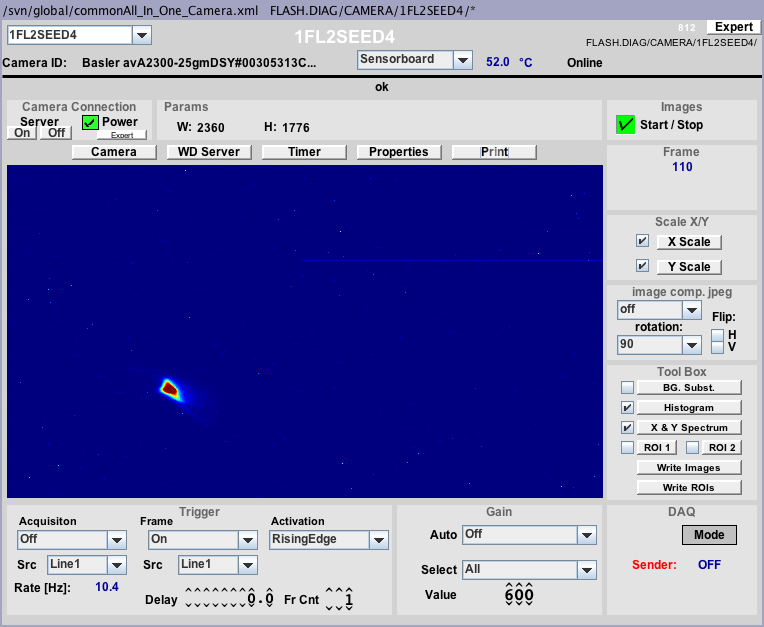 /svn/global/commonAll_In_One_Camera.xml FLASH.DIAG/CAMERA/1FL2SEED4/*
1FL2SEED4 1FL2SEED4 812 Expert
FLASH.DIAG/CAMERA/1FL2SEED4/
Camera ID: Basler avA2300-25gmDSY#00305313C... Sensorboard 52.0 °C Online
ok
Camera Connection Params Images
Server Power W: 2360 H: 1776 Start / Stop
On Off Expert
Camera WD Server Timer Properties Print Frame
110
Scale X/Y
X Scale
Y Scale
image comp. jpeg
off Flip:
rotation: H
90 V
Tool Box
BG. Subst.
Histogram
X & Y Spectrum
ROI 1 ROI 2
Write Images
Write ROIs
Trigger Gain DAQ
Acquisiton Frame Activation
Off On RisingEdge Auto Off Mode
Src Line1 Src Line1 Select All Sender: OFF
Rate [Hz]: 10.4
Delay 0.0 Fr Cnt 1 Value 600